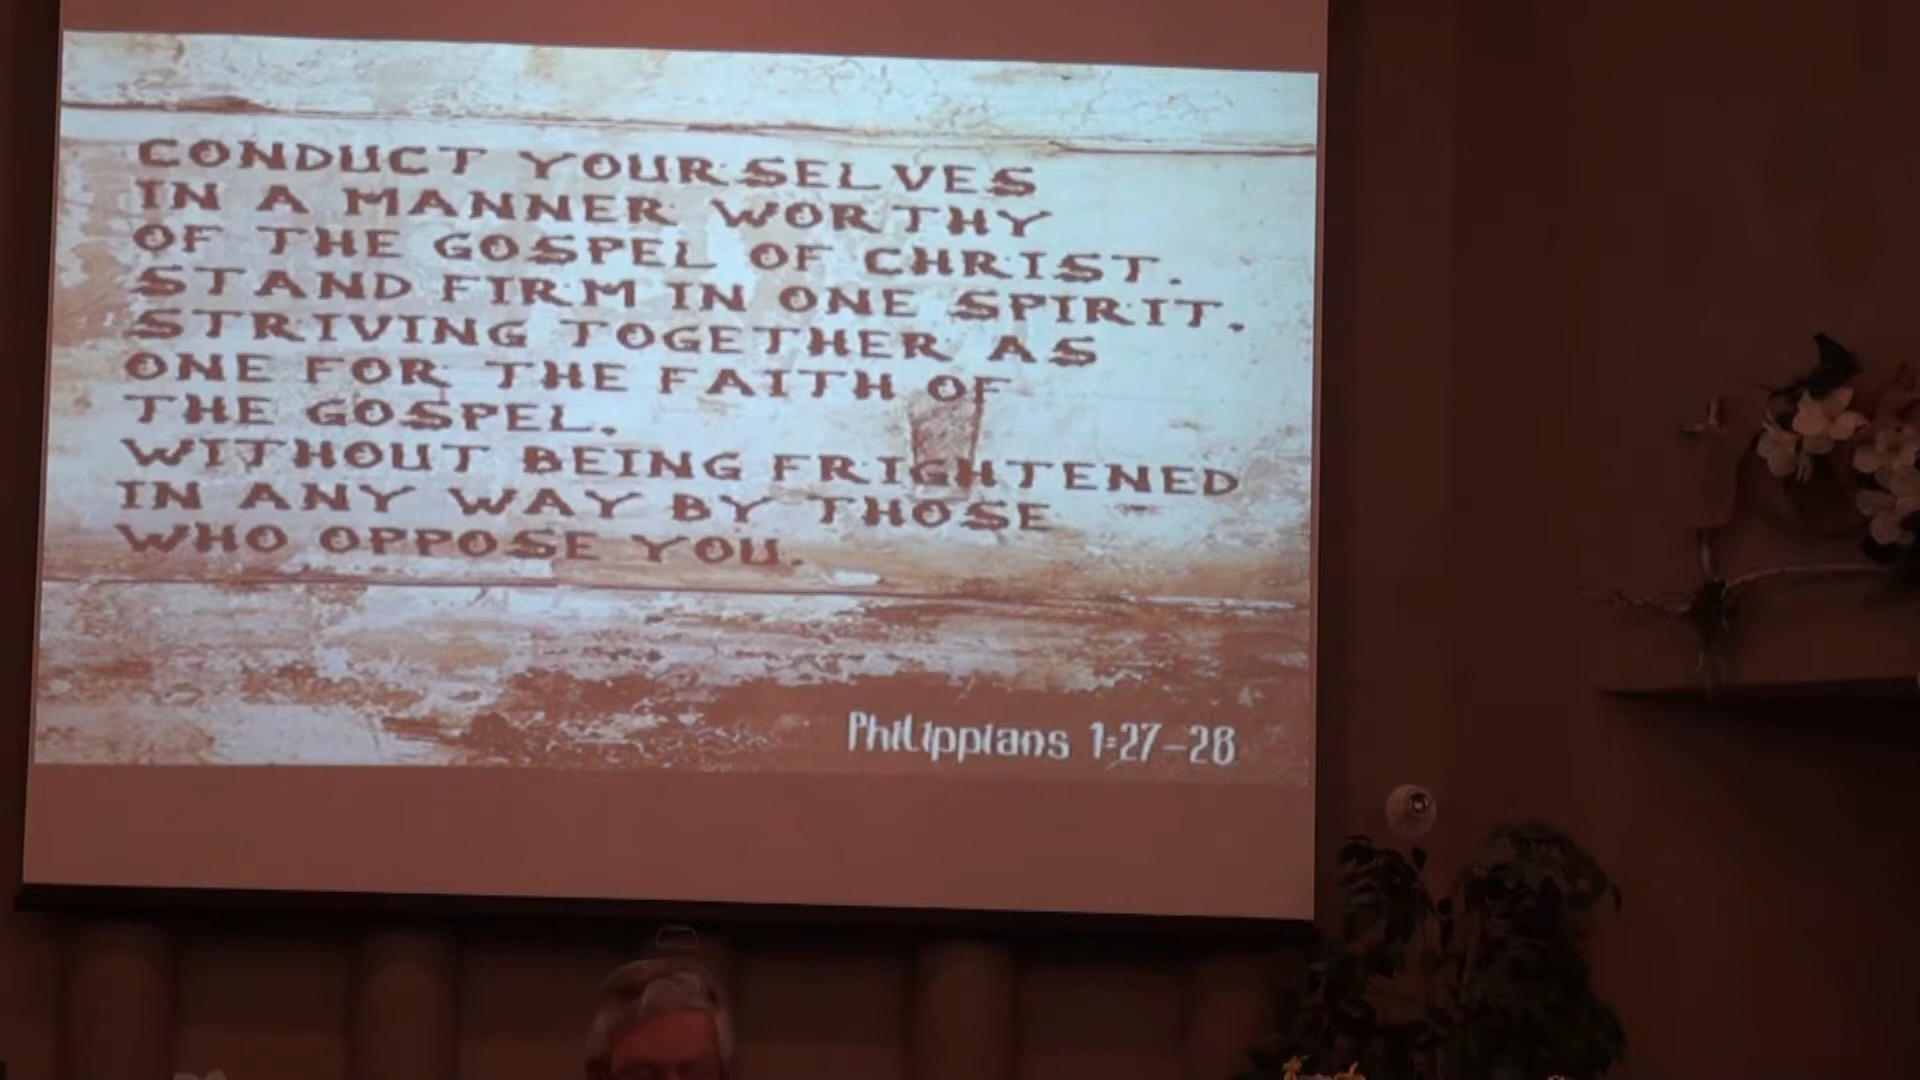 CONDUCT YOURSELVES
IN A MANNER WORTHY
OF THE GOSPEL OF CHRIST.
STAND FIRM IN ONE SPIRIT.
STRIVING TOGETHER AS
ONE FOR THE FAITH OF
THE GOSPEL.
WITHOUT BEING FRIGHTENED
IN ANY WAY BY THOSE
WHO OPPOSE YOU.
Philippians 1:27-28